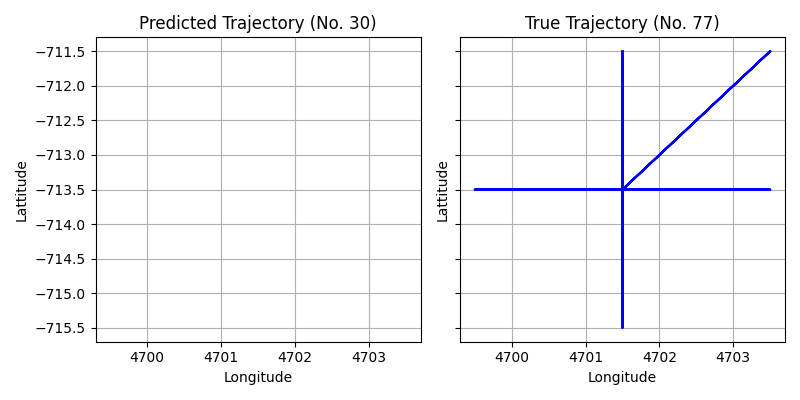 Predicted Trajectory (No. 30)
True Trajectory (No. 77)
−711.5
−712.0
−712.5
−713.0
−713.5
−714.0
−714.5
−715.0
−715.5
Lattitude
Lattitude
4700 4701 4702 4703
4700 4701 4702 4703
Longitude
Longitude